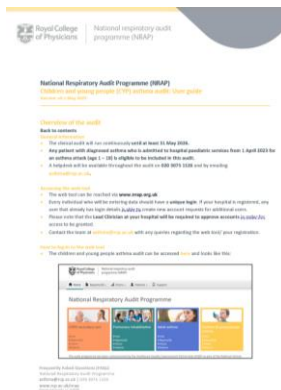 Royal College
of Physicians
National respiratory audit
programme (NRAP)
National Respiratory Audit Programme (NRAP)
Children and young people (CYP) asthma audit: User guide
Overview of the audit
Back to contents
General information
The clinical audit will run continuously until at least 31 May 2026.
Any patient with diagnosed asthma who is admitted to hospital paediatric services from 1 April 2023 for
an asthma attack (age 1 – 18) is eligible to be included in this audit.
A helpdesk will be available throughout the audit on 020 3075 1526 and by emailing
Accessing the web tool
The web tool can be reached via www.nrap.org.uk
Every individual who will be entering data should have a unique login. If your hospital is registered, any
user that already has login details is able to create new account requests for additional users.
Please note that the Lead Clinician at your hospital will be required to approve accounts in order for
access to be granted
Contact the team at with any queries regarding the web tool/ your registration.
How to log in to the web tool
The children and young people asthma audit can be accessed here and looks like this:
Royal College
of Physicians
National Respiratory Audit Programme
Frequently Asked Questions (FAQs)
National Respiratory Audit Programme